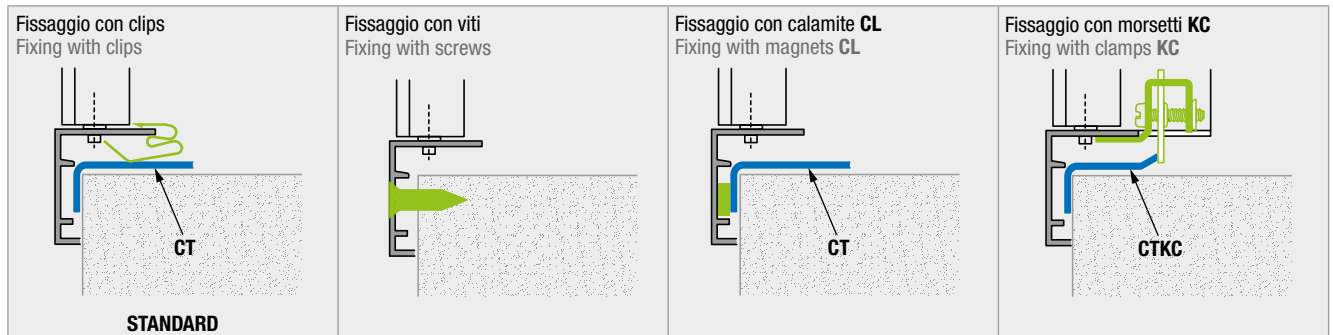 Fissaggio con clips
Fixing with clips
CT
STANDARD
Fissaggio con viti
Fixing with screws
Fissaggio con calamite CL
Fixing with magnets CL
CT
Fissaggio con morsetti KC
Fixing with clamps KC
CTKC